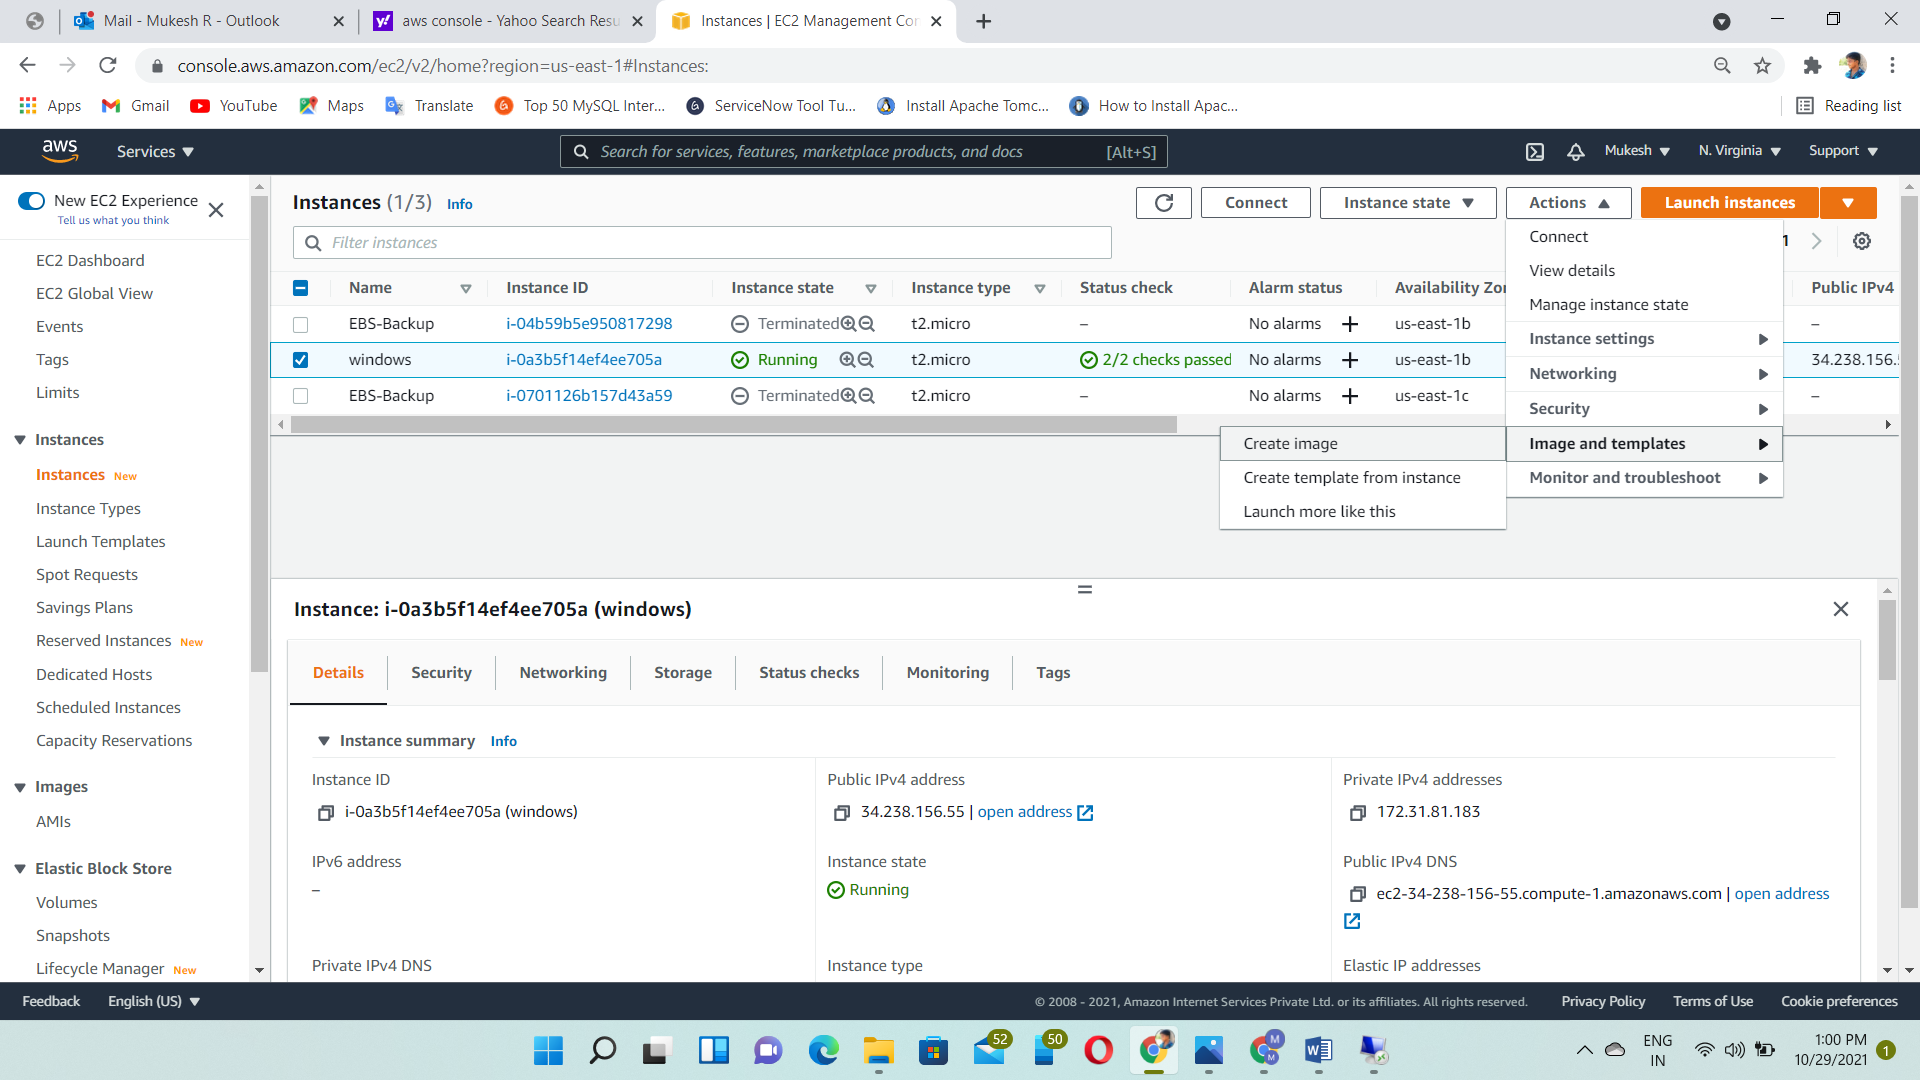 Mail - Mukesh R - Outlook
aws console - Yahoo Search Resu
Instances | EC2 Management Con
console.aws.amazon.com/ec2/v2/home?region=us-east-1#Instances:
Apps
Gmail
YouTube
Maps
Translate
Top 50 MySQL Inter...
ServiceNow Tool Tu...
Install Apache Tomc...
How to Install Apac...
Reading list
aws
Services
Search for services, features, marketplace products, and docs
[Alt+S]
Mukesh
N. Virginia
Support
New EC2 Experience
Tell us what you think
EC2 Dashboard
EC2 Global View
Events
Tags
Limits
Instances
Instances New
Instance Types
Launch Templates
Spot Requests
Savings Plans
Reserved Instances New
Dedicated Hosts
Scheduled Instances
Capacity Reservations
Images
AMIs
Elastic Block Store
Volumes
Snapshots
Lifecycle Manager New
Instances (1/3) Info
Connect
Instance state
Actions
Launch instances
Filter instances
1
Name Instance ID Instance state Instance type Status check Alarm status Availability Zon Public IPv4
EBS-Backup i-04b59b5e950817298 Terminated t2.micro – No alarms + us-east-1b –
windows i-0a3b5f14ef4ee705a Running t2.micro 2/2 checks passed No alarms + us-east-1b 34.238.156.5
EBS-Backup i-0701126b157d43a59 Terminated t2.micro – No alarms + us-east-1c –
Connect
View details
Manage instance state
Instance settings
Networking
Security
Image and templates
Monitor and troubleshoot
Create image
Create template from instance
Launch more like this
Instance: i-0a3b5f14ef4ee705a (windows)
Details
Security
Networking
Storage
Status checks
Monitoring
Tags
Instance summary Info
Instance ID
i-0a3b5f14ef4ee705a (windows)
Public IPv4 address
34.238.156.55 | open address
Private IPv4 addresses
172.31.81.183
IPv6 address
–
Instance state
Running
Public IPv4 DNS
ec2-34-238-156-55.compute-1.amazonaws.com | open address
Private IPv4 DNS
Instance type
Elastic IP addresses
Feedback
English (US)
© 2008 - 2021, Amazon Internet Services Private Ltd. or its affiliates. All rights reserved.
Privacy Policy
Terms of Use
Cookie preferences
52
50
M
M
ENG
IN
1:00 PM
10/29/2021
1